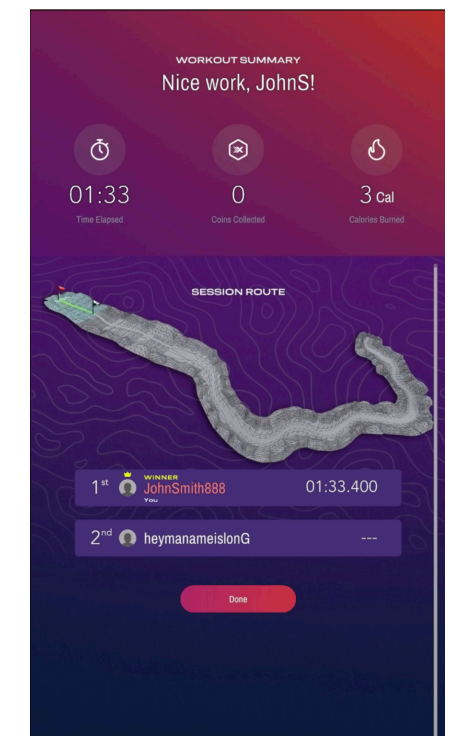 WORKOUT SUMMARY
Nice work, JohnS!
01:33
Time Elapsed
0
Coins Collected
3 Cal
Calories Burned
SESSION ROUTE
1st
WINNER
JohnSmith888
You
01:33.400
2nd
heymanameisIonG
---
Done